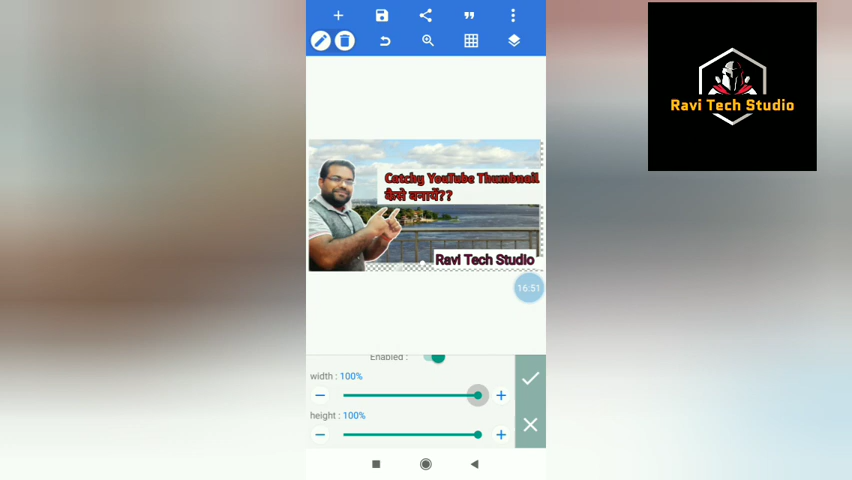 Ravi Tech Studio
Catchy YouTube Thumbnail
कैसे बनायें??
Ravi Tech Studio
16:51
Enabled :
width : 100%
height : 100%